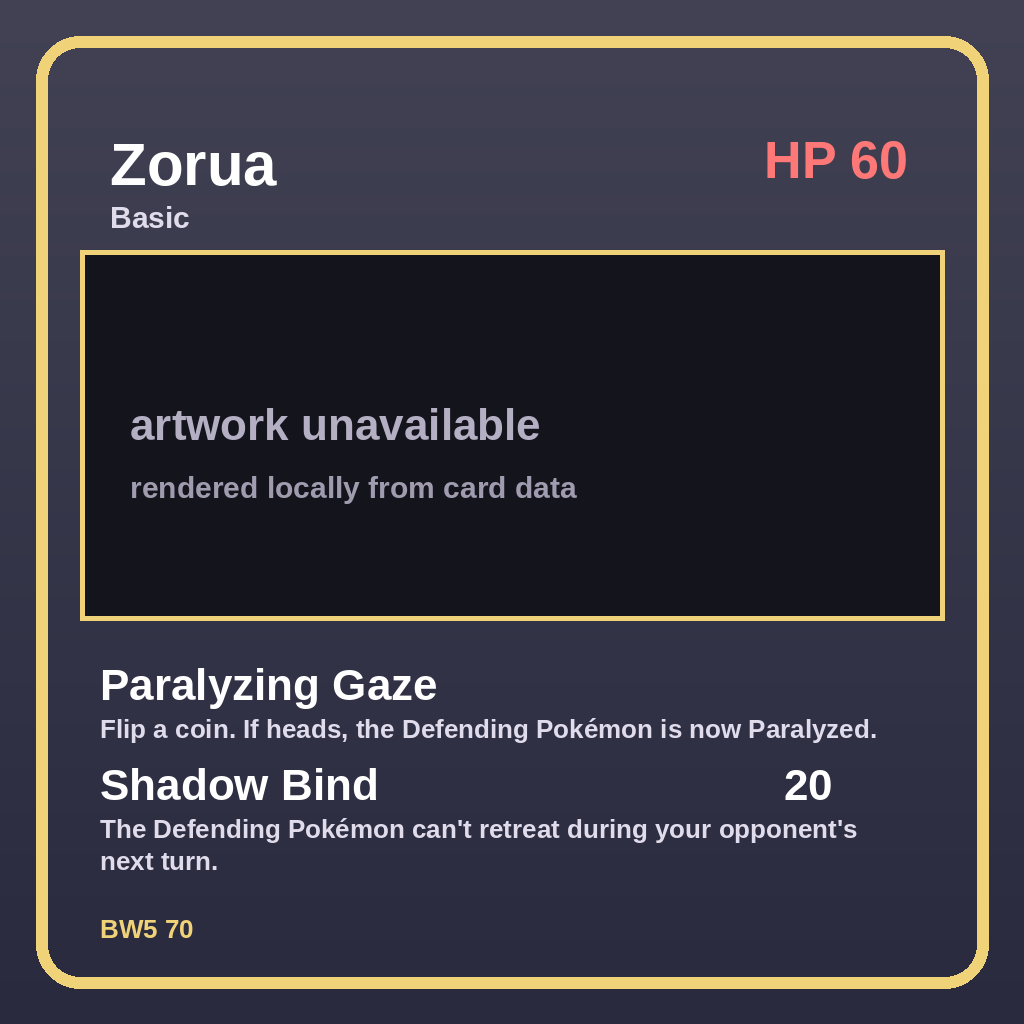 Zorua
HP 60
Basic
artwork unavailable
rendered locally from card data
Paralyzing Gaze
Flip a coin. If heads, the Defending Pokémon is now Paralyzed.
Shadow Bind
20
The Defending Pokémon can't retreat during your opponent's
next turn.
BW5 70